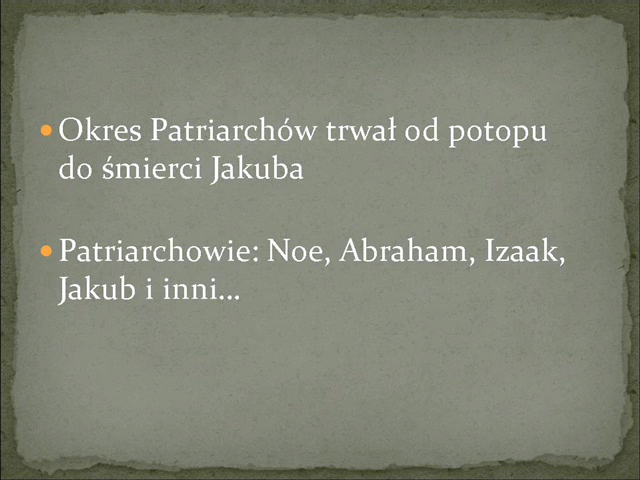 • Okres Patriarchów trwał od potopu
do śmierci Jakuba
• Patriarchowie: Noe, Abraham, Izaak,
Jakub i inni...